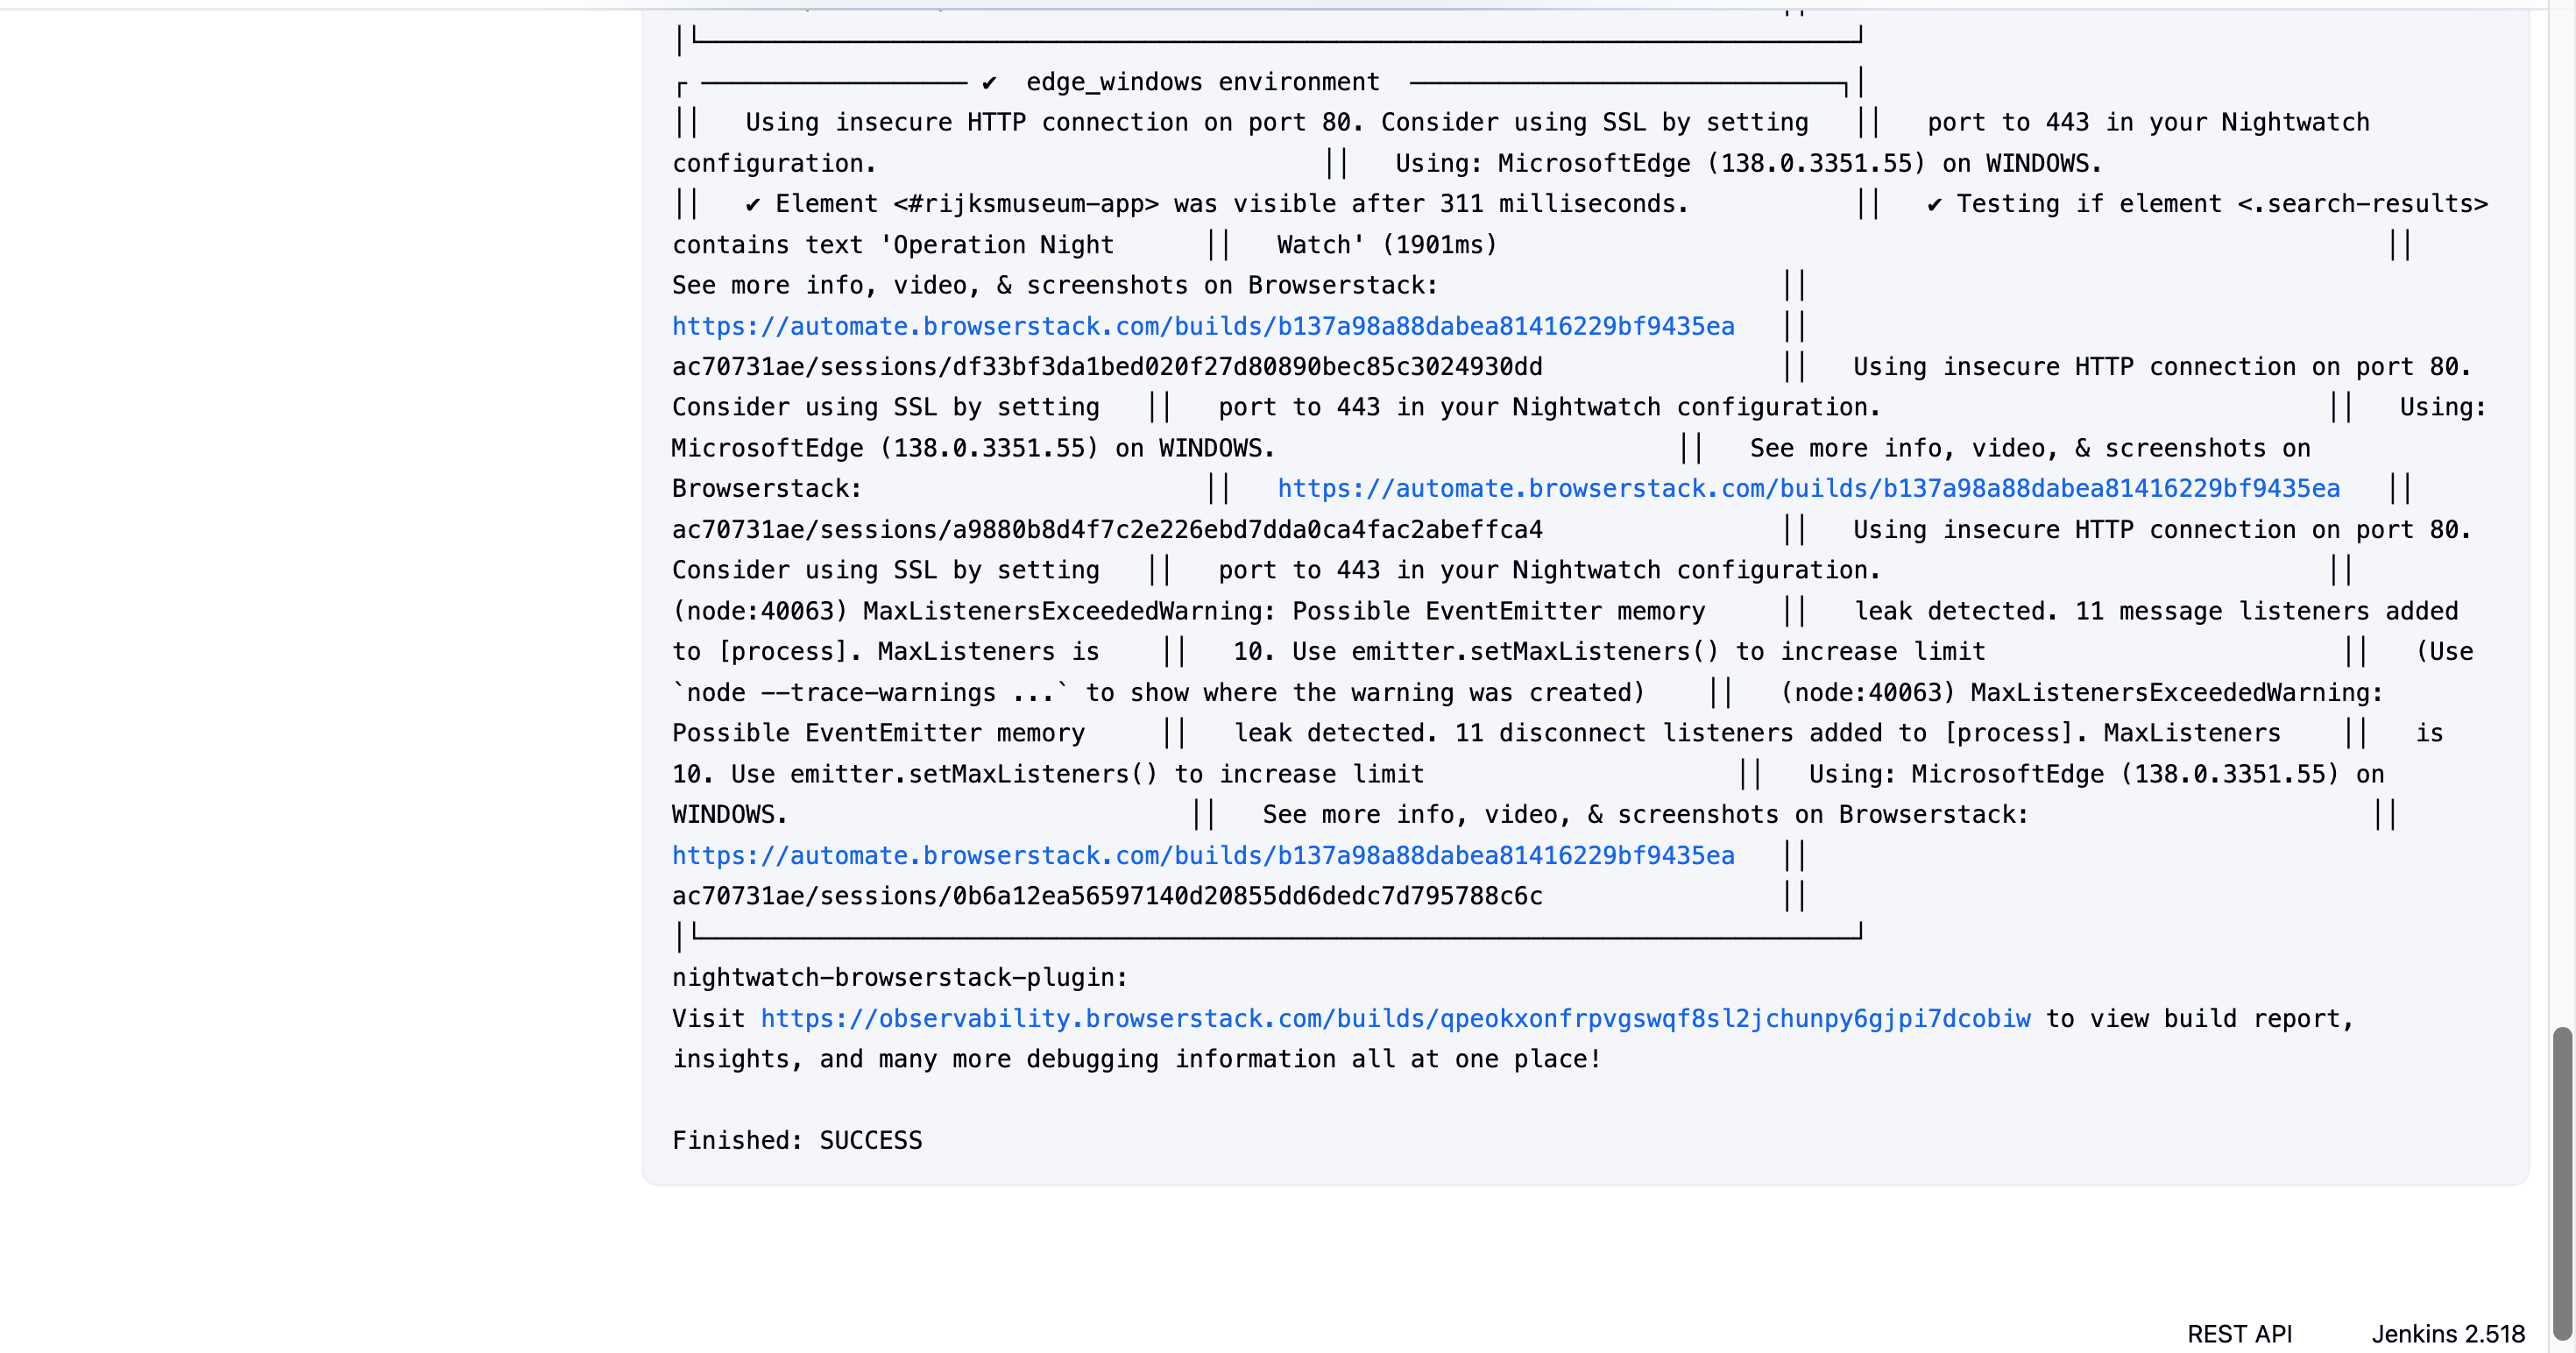 |└──────────────────────────────────────────────────────────────────────────────┘
┌ ────────────────── ✔  edge_windows environment  ─────────────────────────────┐|
||   Using insecure HTTP connection on port 80. Consider using SSL by setting   ||   port to 443 in your Nightwatch
configuration.                              ||   Using: MicrosoftEdge (138.0.3351.55) on WINDOWS.
||   ✔ Element <#rijksmuseum-app> was visible after 311 milliseconds.           ||   ✔ Testing if element <.search-results>
contains text 'Operation Night      ||   Watch' (1901ms)                                                            ||
See more info, video, & screenshots on Browserstack:                       ||
https://automate.browserstack.com/builds/b137a98a88dabea81416229bf9435ea   ||
ac70731ae/sessions/df33bf3da1bed020f27d80890bec85c3024930dd                ||   Using insecure HTTP connection on port 80.
Consider using SSL by setting   ||   port to 443 in your Nightwatch configuration.                              ||   Using:
MicrosoftEdge (138.0.3351.55) on WINDOWS.                           ||   See more info, video, & screenshots on
Browserstack:                       ||   https://automate.browserstack.com/builds/b137a98a88dabea81416229bf9435ea   ||
ac70731ae/sessions/a9880b8d4f7c2e226ebd7dda0ca4fac2abeffca4                ||   Using insecure HTTP connection on port 80.
Consider using SSL by setting   ||   port to 443 in your Nightwatch configuration.                              ||
(node:40063) MaxListenersExceededWarning: Possible EventEmitter memory     ||   leak detected. 11 message listeners added
to [process]. MaxListeners is    ||   10. Use emitter.setMaxListeners() to increase limit                        ||   (Use
`node --trace-warnings ...` to show where the warning was created)    ||   (node:40063) MaxListenersExceededWarning:
Possible EventEmitter memory     ||   leak detected. 11 disconnect listeners added to [process]. MaxListeners    ||   is
10. Use emitter.setMaxListeners() to increase limit                     ||   Using: MicrosoftEdge (138.0.3351.55) on
WINDOWS.                           ||   See more info, video, & screenshots on Browserstack:                       ||
https://automate.browserstack.com/builds/b137a98a88dabea81416229bf9435ea   ||
ac70731ae/sessions/0b6a12ea56597140d20855dd6dedc7d795788c6c                ||
|└──────────────────────────────────────────────────────────────────────────────┘
nightwatch-browserstack-plugin:
Visit https://observability.browserstack.com/builds/qpeokxonfrpvgswqf8sl2jchunpy6gjpi7dcobiw to view build report,
insights, and many more debugging information all at one place!
Finished: SUCCESS
REST API
Jenkins 2.518